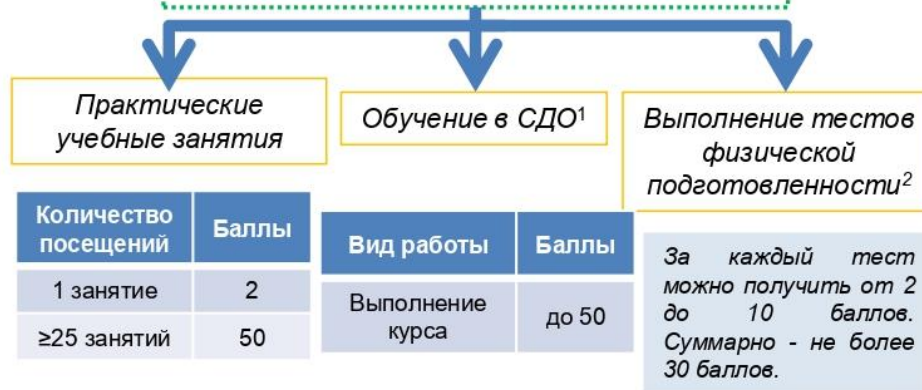 Практические
учебные занятия
Обучение в СДО¹
Выполнение тестов
физической
подготовленности²
Количество
посещений
Баллы
1 занятие
2
≥25 занятий
50
Вид работы
Баллы
Выполнение
курса
до 50
За каждый тест
можно получить от 2
до 10 баллов.
Суммарно - не более
30 баллов.